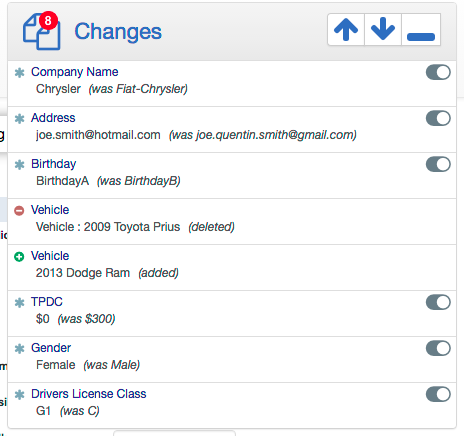 8
Changes
Company Name
Chrysler (was Fiat-Chrysler)
Address
joe.smith@hotmail.com (was joe.quentin.smith@gmail.com)
Birthday
BirthdayA (was BirthdayB)
Vehicle
Vehicle : 2009 Toyota Prius (deleted)
Vehicle
2013 Dodge Ram (added)
TPDC
$0 (was $300)
Gender
Female (was Male)
Drivers License Class
G1 (was C)